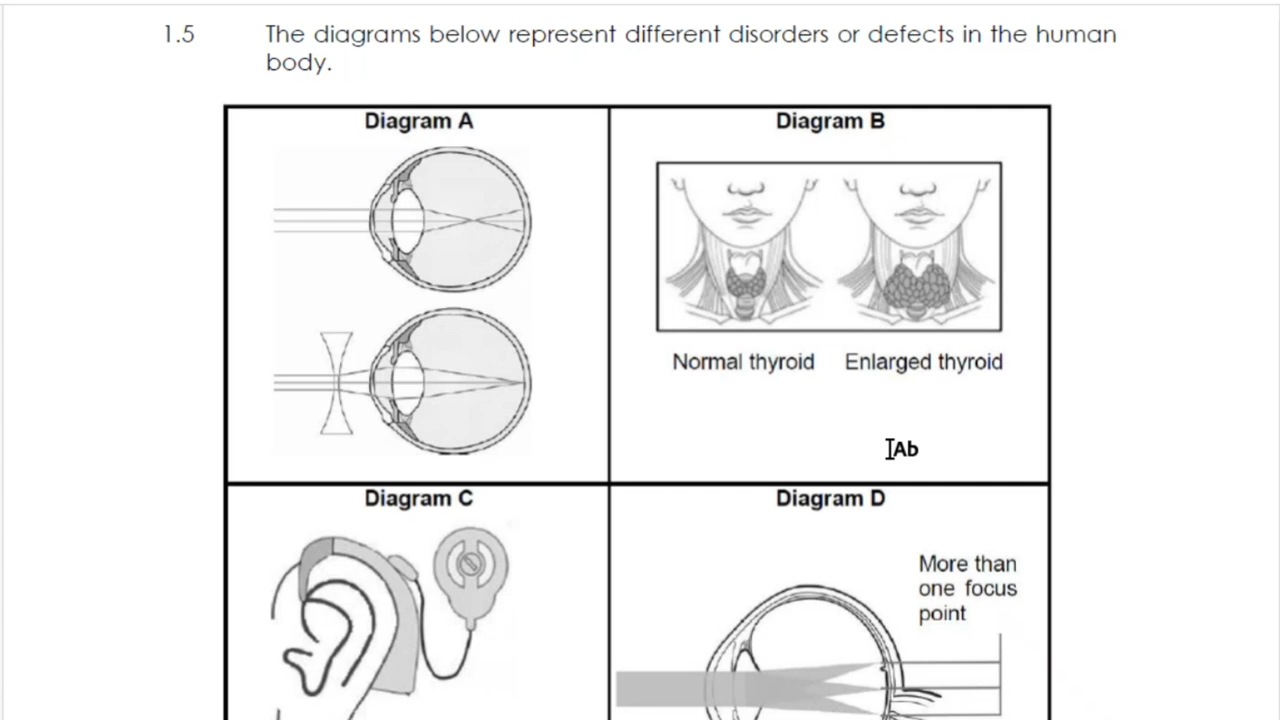 1.5 The diagrams below represent different disorders or defects in the human
body.
Diagram A
Diagram B
Normal thyroid Enlarged thyroid
Ab
Diagram C
Diagram D
More than
one focus
point